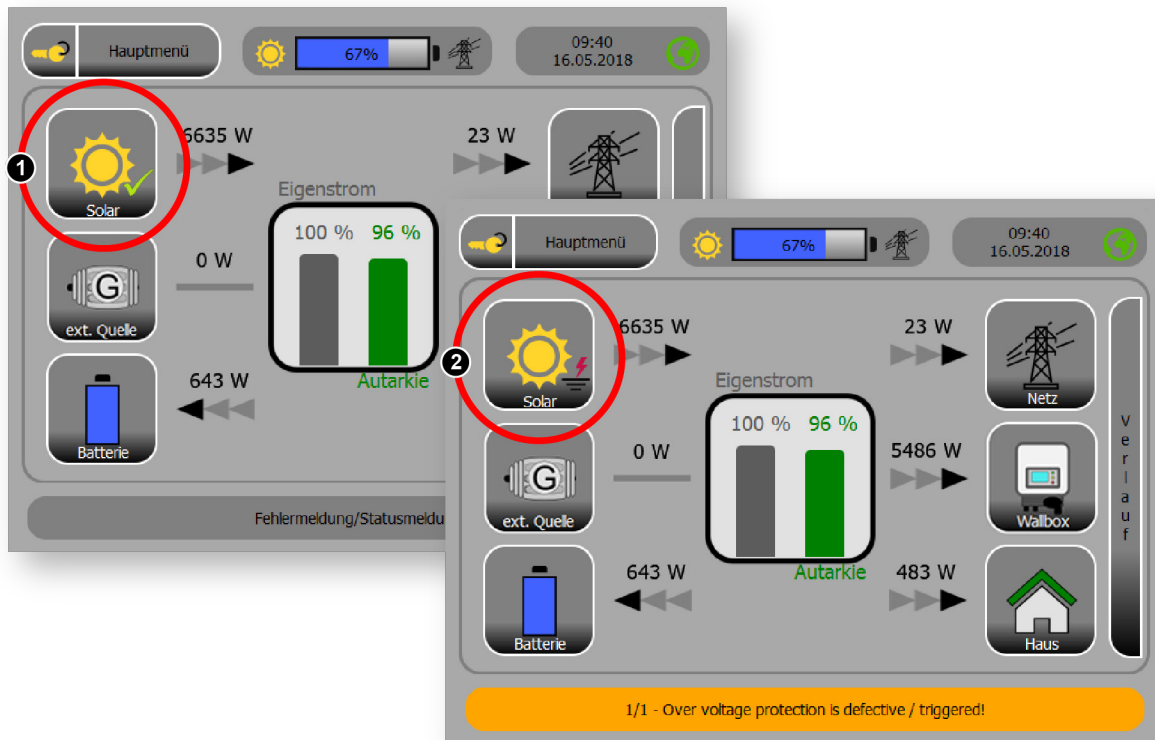 Hauptmenü
67%
09:40
16.05.2018
1
Solar
6635 W
23 W
Eigenstrom
100 %
96 %
G
ext. Quelle
0 W
Batterie
643 W
Autarkie
Fehlermeldung/Statusmeldu
Hauptmenü
67%
09:40
16.05.2018
2
Solar
6635 W
23 W
Netz
Eigenstrom
100 %
96 %
G
ext. Quelle
0 W
5486 W
Wallbox
Verlauf
Batterie
643 W
Autarkie
483 W
Haus
1/1 - Over voltage protection is defective / triggered!